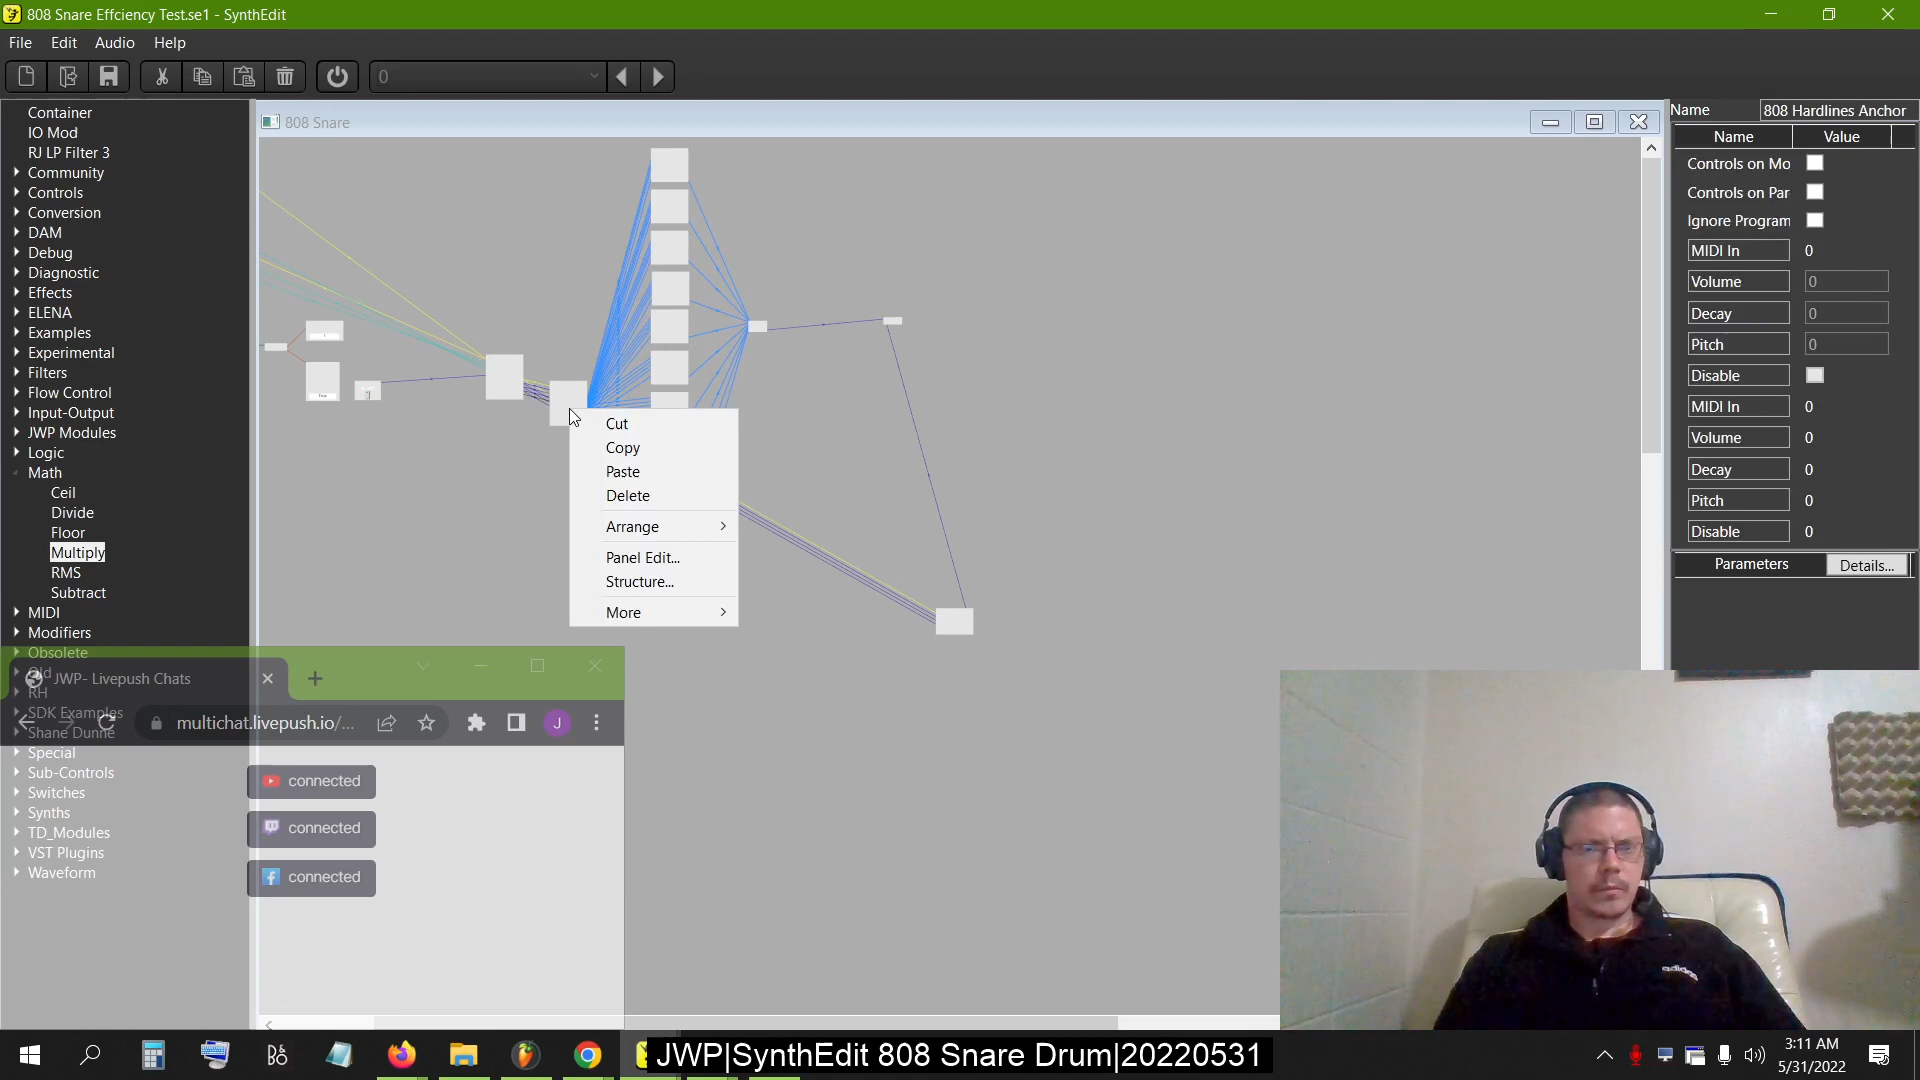 808 Snare Effciency Test.se1 - SynthEdit
File Edit Audio Help
0
Container
IO Mod
RJ LP Filter 3
Community
Controls
Conversion
DAM
Debug
Diagnostic
Effects
ELENA
Examples
Experimental
Filters
Flow Control
Input-Output
JWP Modules
Logic
Math
Ceil
Divide
Floor
Multiply
RMS
Subtract
MIDI
Modifiers
Obsolete
Old
RH
SDK Examples
Shane Dunne
Special
Sub-Controls
Switches
Synths
TD_Modules
VST Plugins
Waveform
808 Snare
Cut
Copy
Paste
Delete
Arrange
Panel Edit...
Structure...
More
Name 808 Hardlines Anchor
Name Value
Controls on Mo
Controls on Par
Ignore Program
MIDI In 0
Volume 0
Decay 0
Pitch 0
Disable
MIDI In 0
Volume 0
Decay 0
Pitch 0
Disable 0
Parameters Details...
JWP- Livepush Chats
multichat.livepush.io/...
J
connected
connected
connected
adidas
JWP|SynthEdit 808 Snare Drum|20220531
3:11 AM
5/31/2022